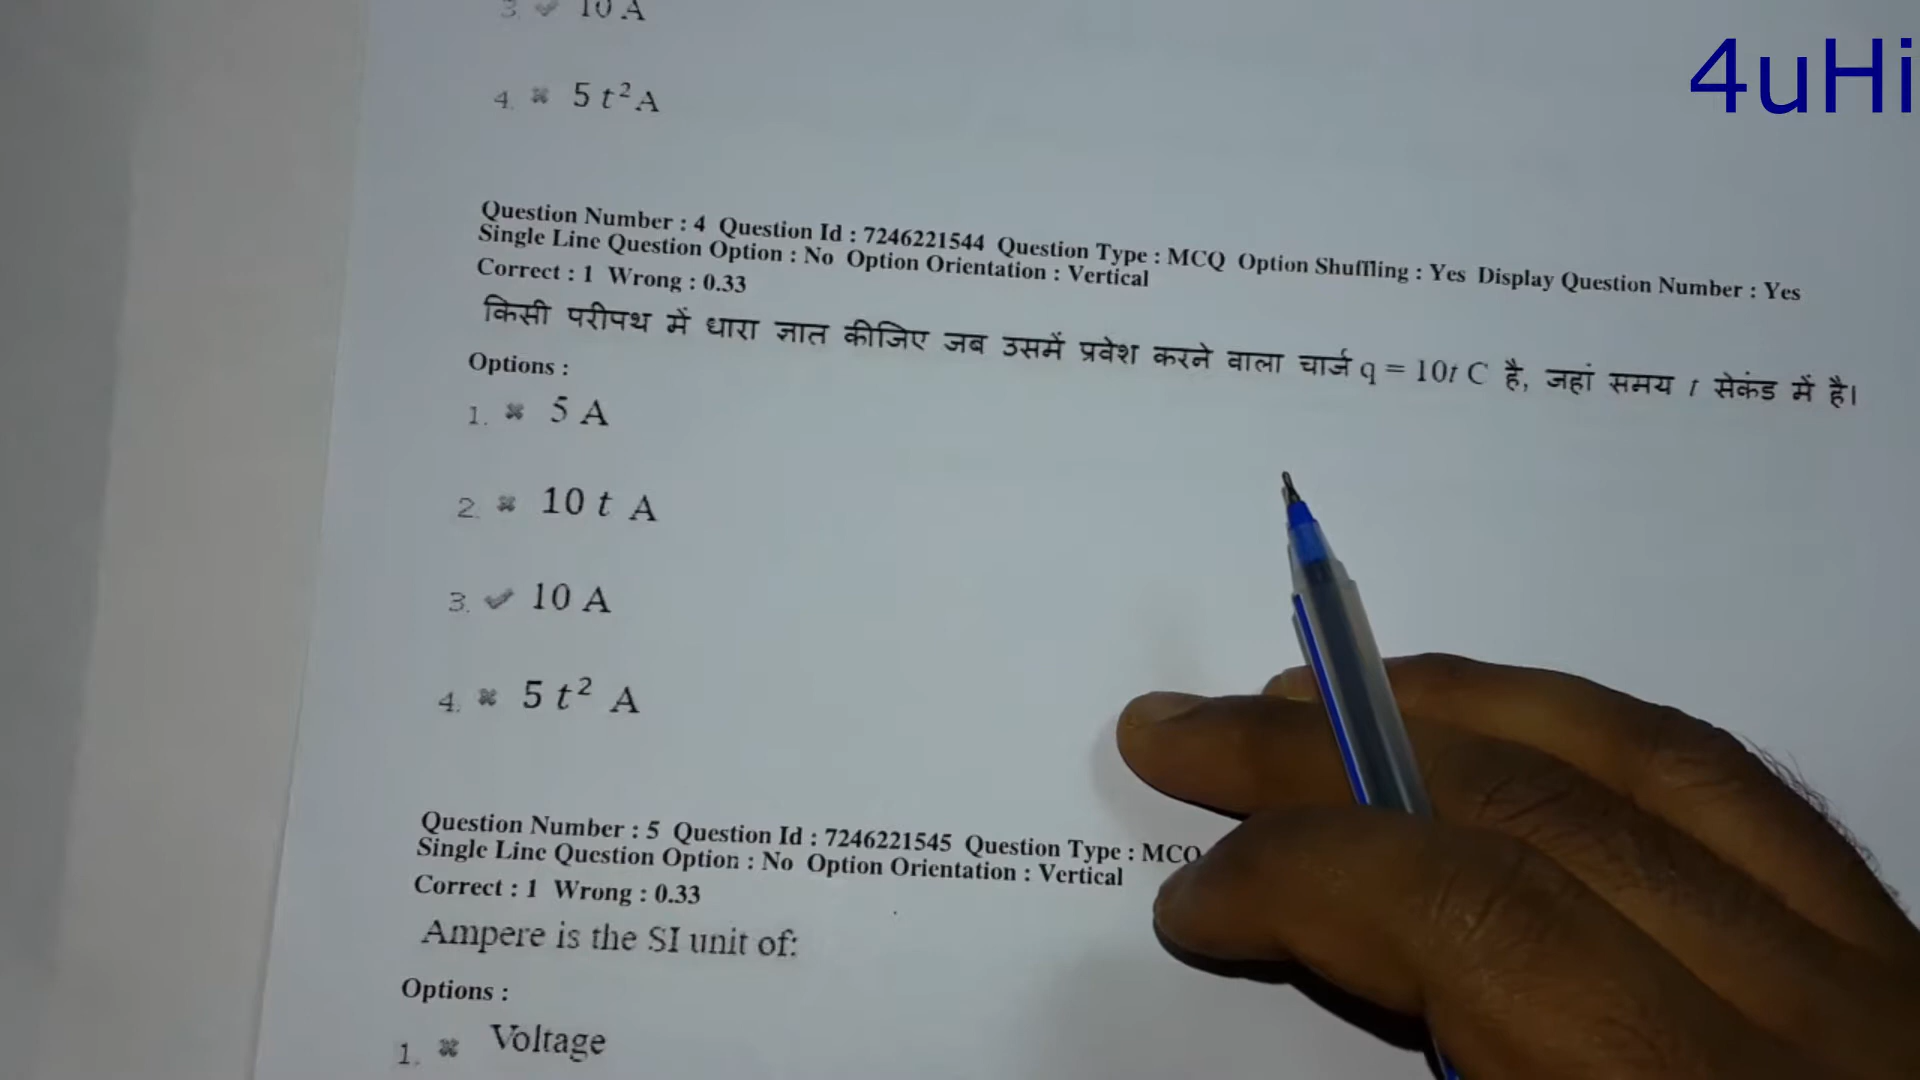 3. 10 A
4uHi
4. 5 t² A
Question Number : 4 Question Id : 7246221544 Question Type : MCQ Option Shuffling : Yes Display Question Number : Yes
Single Line Question Option : No Option Orientation : Vertical
Correct : 1 Wrong : 0.33
किसी परीपथ में धारा ज्ञात कीजिए जब उसमें प्रवेश करने वाला चार्ज q = 10t C है, जहां समय t सेकंड में है।
Options :
1. 5 A
2. 10 t A
3. 10 A
4. 5 t² A
Question Number : 5 Question Id : 7246221545 Question Type : MCQ
Single Line Question Option : No Option Orientation : Vertical
Correct : 1 Wrong : 0.33
Ampere is the SI unit of:
Options :
1. Voltage